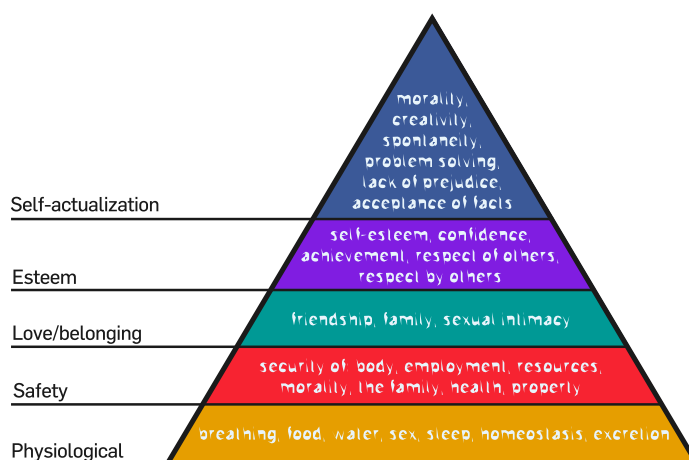 morality,
creativity,
spontaneity,
problem solving,
lack of prejudice,
acceptance of facts
Self-actualization
self-esteem, confidence,
achievement, respect of others,
respect by others
Esteem
friendship, family, sexual intimacy
Love/belonging
security of body, employment, resources,
morality, the family, health, property
Safety
breathing, food, water, sex, sleep, homeostasis, excretion
Physiological